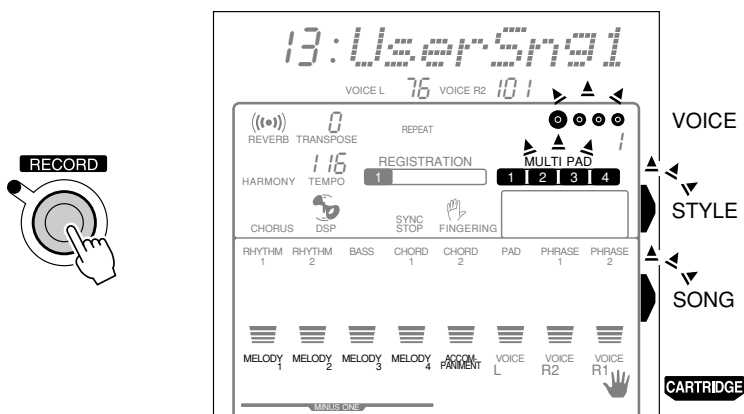 13:UserSng1
VOICE L 76 VOICE R2 101
VOICE
REVERB
0
TRANSPOSE
REPEAT
1
RECORD
HARMONY
116
TEMPO
REGISTRATION
1
MULTI PAD
1 2 3 4
STYLE
CHORUS
DSP
SYNC
STOP
FINGERING
RHYTHM
1
RHYTHM
2
BASS
CHORD
1
CHORD
2
PAD
PHRASE
1
PHRASE
2
SONG
MELODY
1
MELODY
2
MELODY
3
MELODY
4
ACCOM-
PANIMENT
VOICE
L
VOICE
R2
VOICE
R1
CARTRIDGE
MINUS ONE